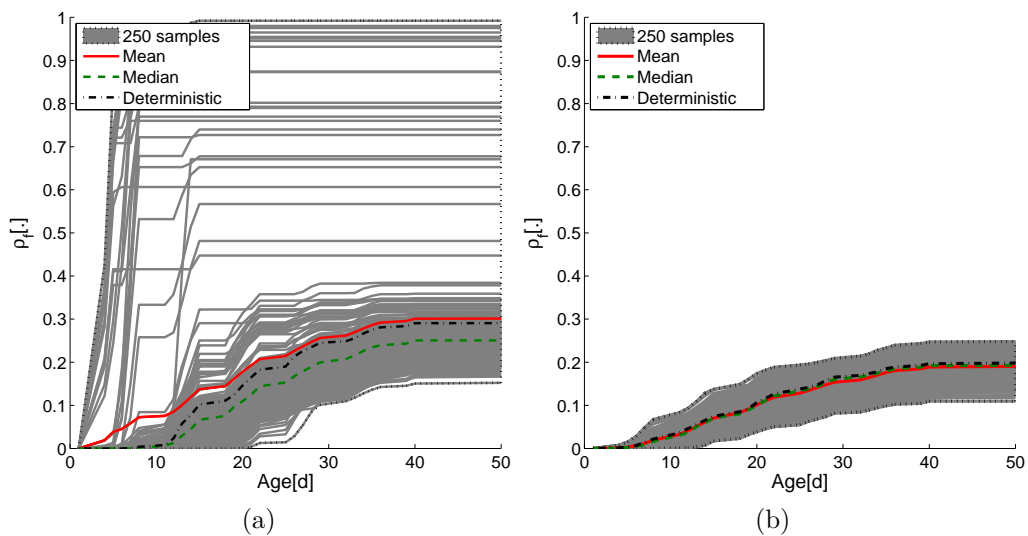 1
0.9
0.8
0.7
0.6
0.5
0.4
0.3
0.2
0.1
0
ρf[.]
250 samples
Mean
Median
Deterministic
0 10 20 30 40 50
Age[d]
(a)
1
0.9
0.8
0.7
0.6
0.5
0.4
0.3
0.2
0.1
0
ρf[.]
250 samples
Mean
Median
Deterministic
0 10 20 30 40 50
Age[d]
(b)